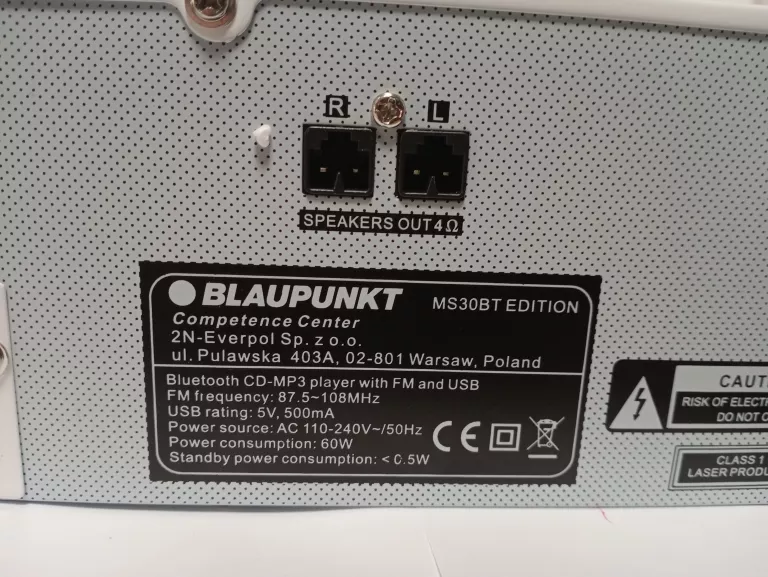 R L
SPEAKERS OUT 4 Ω
BLAUPUNKT MS30BT EDITION
Competence Center
2N-Everpol Sp. z o.o.
ul. Pulawska 403A, 02-801 Warsaw, Poland
Bluetooth CD-MP3 player with FM and USB
FM frequency: 87.5~108MHz
USB rating: 5V, 500mA
Power source: AC 110-240V~/50Hz
Power consumption: 60W
Standby power consumption: < 0.5W
CE
CAUT
RISK OF ELECT
DO NOT
CLASS 1
LASER PRODU